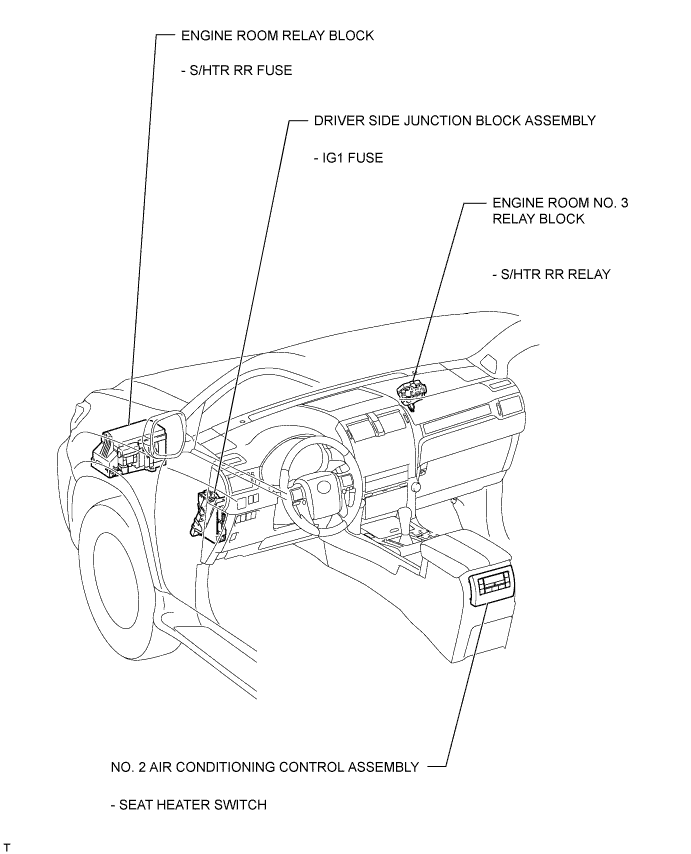 ENGINE ROOM RELAY BLOCK
- S/HTR RR FUSE
DRIVER SIDE JUNCTION BLOCK ASSEMBLY
- IG1 FUSE
ENGINE ROOM NO. 3
RELAY BLOCK
- S/HTR RR RELAY
NO. 2 AIR CONDITIONING CONTROL ASSEMBLY
- SEAT HEATER SWITCH
T